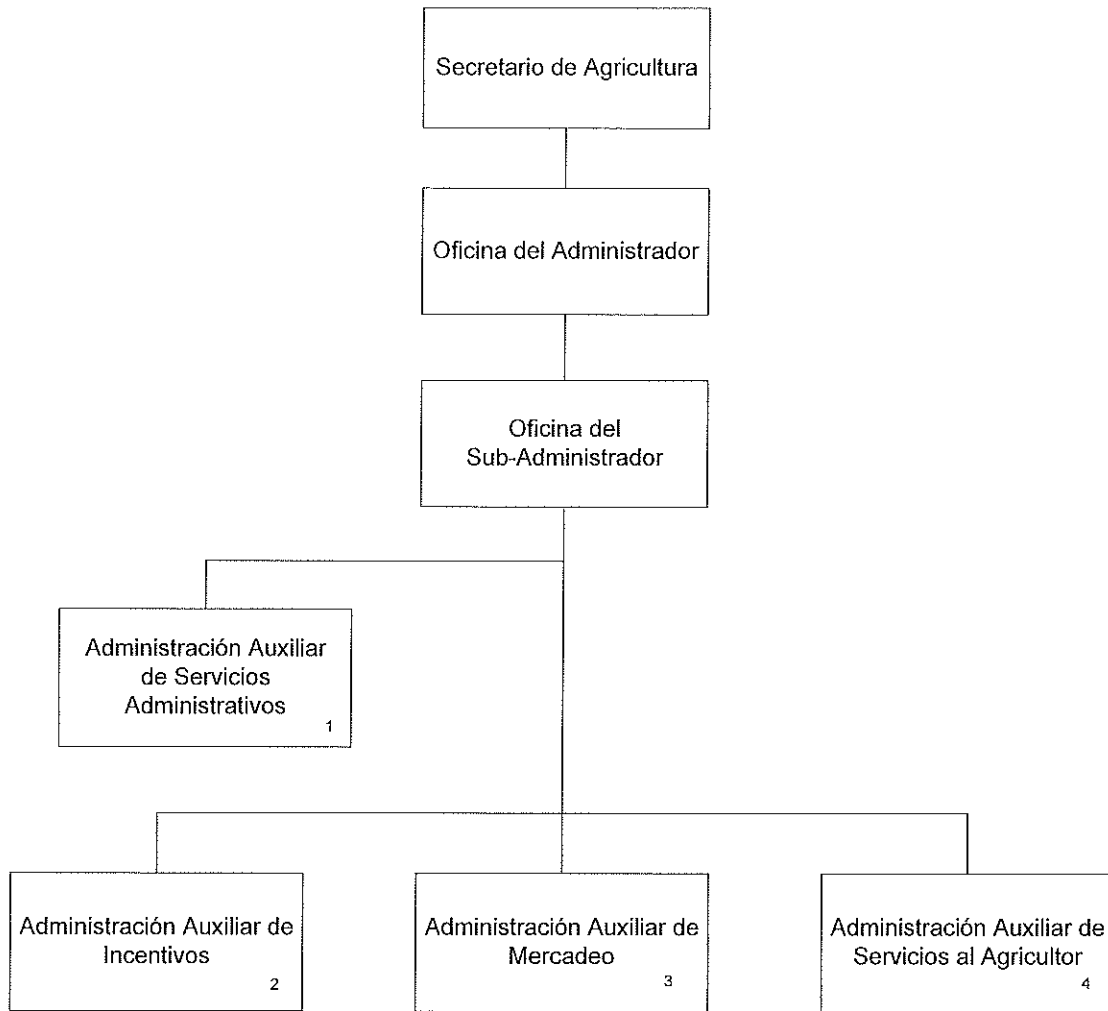 Secretario de Agricultura
Oficina del Administrador
Oficina del
Sub-Administrador
Administración Auxiliar
de Servicios
Administrativos
1
Administración Auxiliar de
Incentivos
2
Administración Auxiliar de
Mercadeo
3
Administración Auxiliar de
Servicios al Agricultor
4